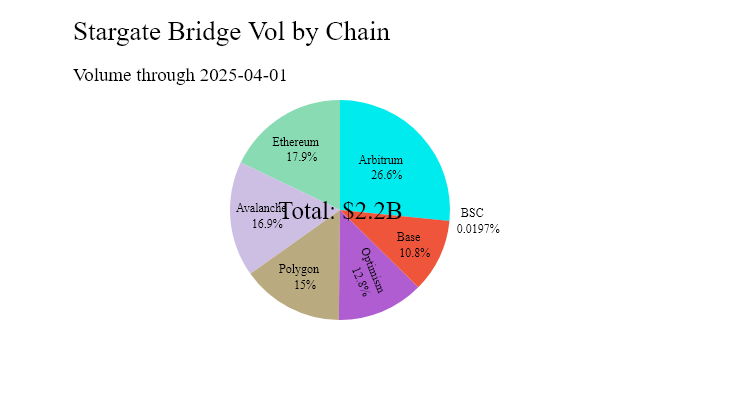 Stargate Bridge Vol by Chain
Volume through 2025-04-01
Ethereum
17.9%
Arbitrum
26.6%
Avalanche
16.9%
Total: $2.2B
BSC
0.0197%
Base
10.8%
Optimism
12.8%
Polygon
15%